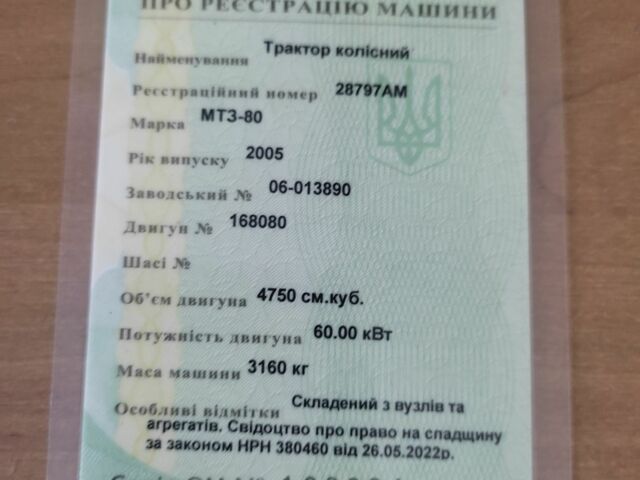 ПРО РЕЄСТРАЦІЮ МАШИНИ
Найменування Трактор колісний
Реєстраційний номер 28797АМ
Марка МТЗ-80
Рік випуску 2005
Заводський № 06-013890
Двигун № 168080
Шасі №
Об'єм двигуна 4750 см.куб.
Потужність двигуна 60.00 кВт
Маса машини 3160 кг
Особливі відмітки Складений з вузлів та
агрегатів. Свідоцтво про право на спадщину
за законом НРН 380460 від 26.05.2022р.